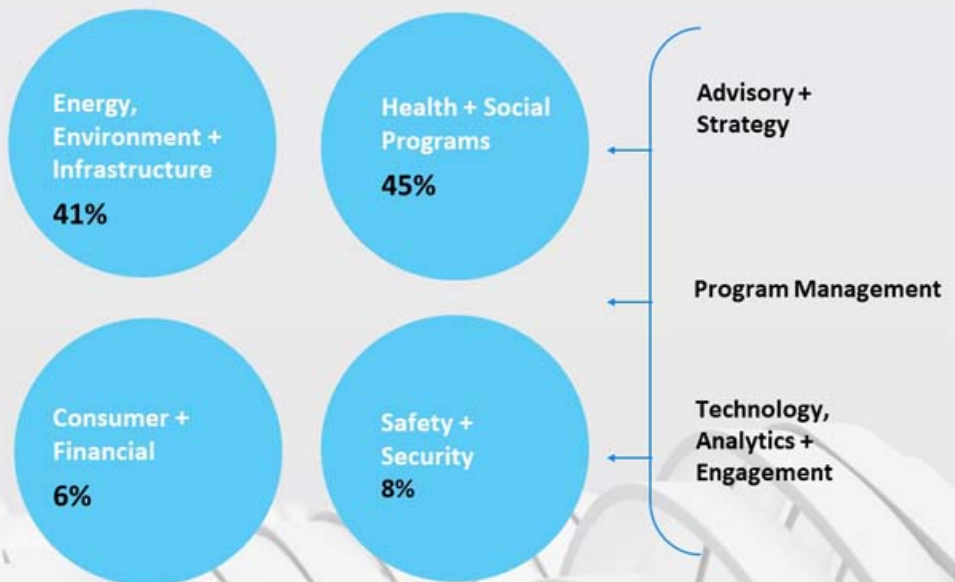 Energy,
Environment +
Infrastructure
41%
Health + Social
Programs
45%
Consumer +
Financial
6%
Safety +
Security
8%
Advisory +
Strategy
Program Management
Technology,
Analytics +
Engagement